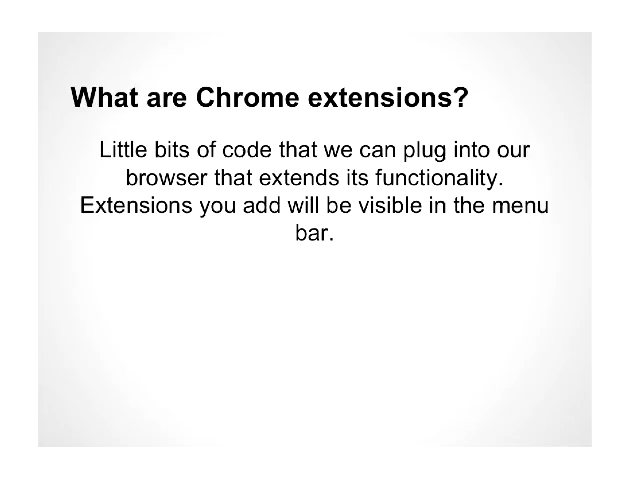 What are Chrome extensions?
Little bits of code that we can plug into our
browser that extends its functionality.
Extensions you add will be visible in the menu
bar.